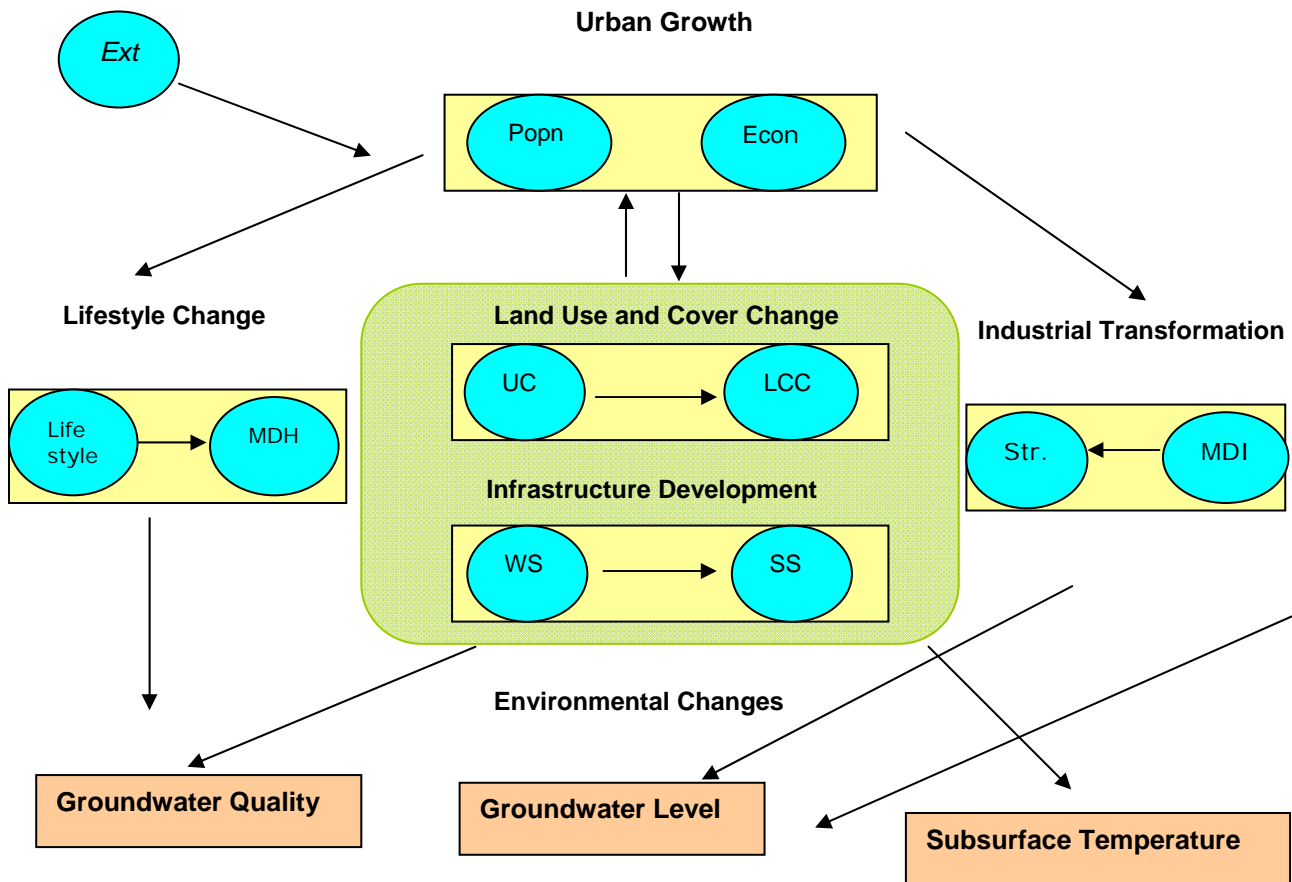 Urban Growth
Ext
Popn
Econ
Lifestyle Change
Land Use and Cover Change
Industrial Transformation
UC
LCC
Life
style
MDH
Str.
MDI
Infrastructure Development
WS
SS
Environmental Changes
Groundwater Quality
Groundwater Level
Subsurface Temperature